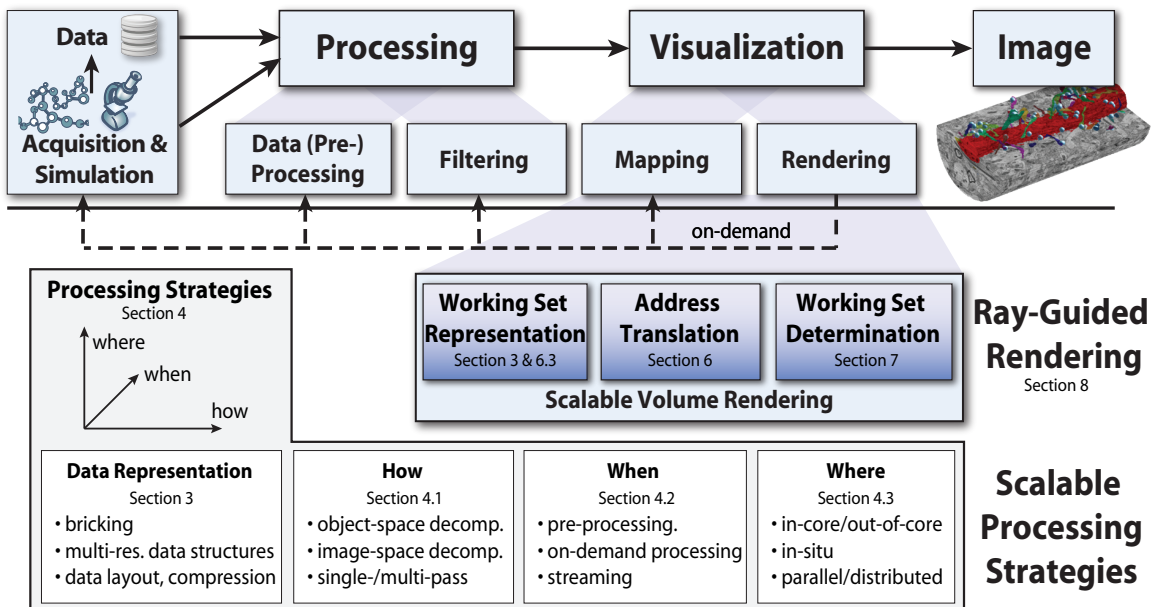 Data
Acquisition &
Simulation
Processing
Visualization
Image
Data (Pre-)
Processing
Filtering
Mapping
Rendering
on-demand
Processing Strategies
Section 4
where
when
how
Working Set
Representation
Section 3 & 6.3
Address
Translation
Section 6
Working Set
Determination
Section 7
Scalable Volume Rendering
Ray-Guided
Rendering
Section 8
Data Representation
Section 3
• bricking
• multi-res. data structures
• data layout, compression
How
Section 4.1
• object-space decomp.
• image-space decomp.
• single-/multi-pass
When
Section 4.2
• pre-processing.
• on-demand processing
• streaming
Where
Section 4.3
• in-core/out-of-core
• in-situ
• parallel/distributed
Scalable
Processing
Strategies